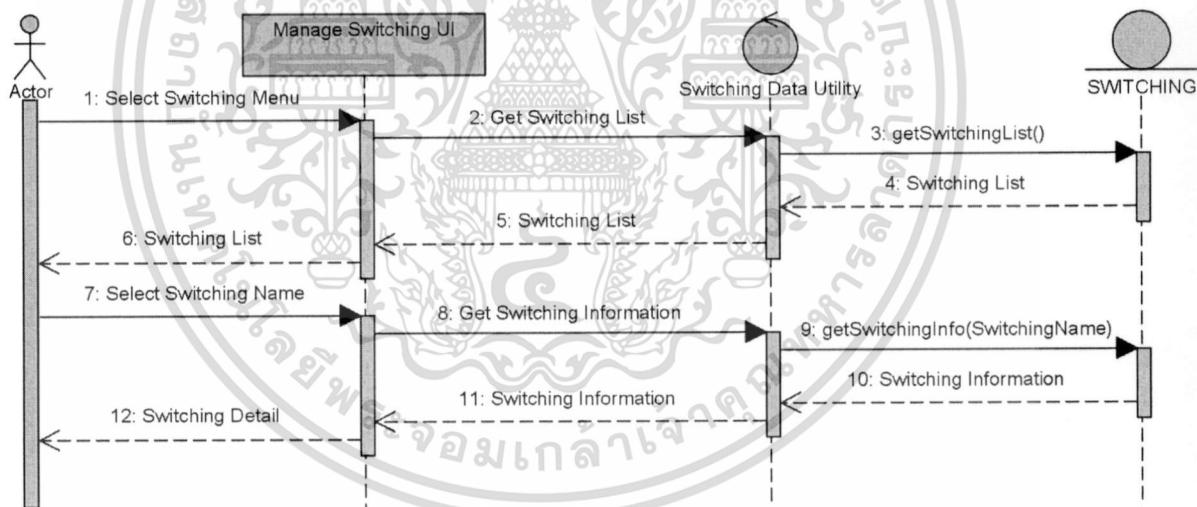 Manage Switching UI
Actor
Switching Data Utility
SWITCHING
1: Select Switching Menu
2: Get Switching List
3: getSwitchingList()
4: Switching List
5: Switching List
6: Switching List
7: Select Switching Name
8: Get Switching Information
9: getSwitchingInfo(SwitchingName)
10: Switching Information
11: Switching Information
12: Switching Detail